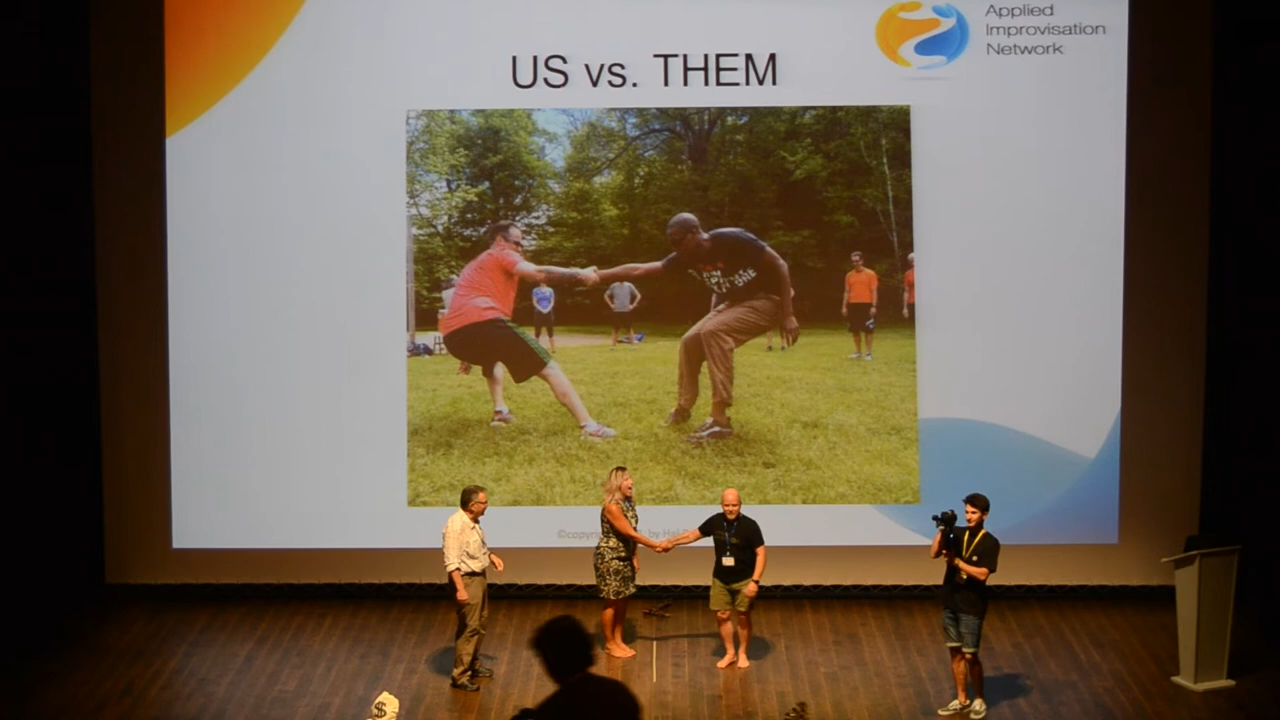 Applied
Improvisation
Network
US vs. THEM
$